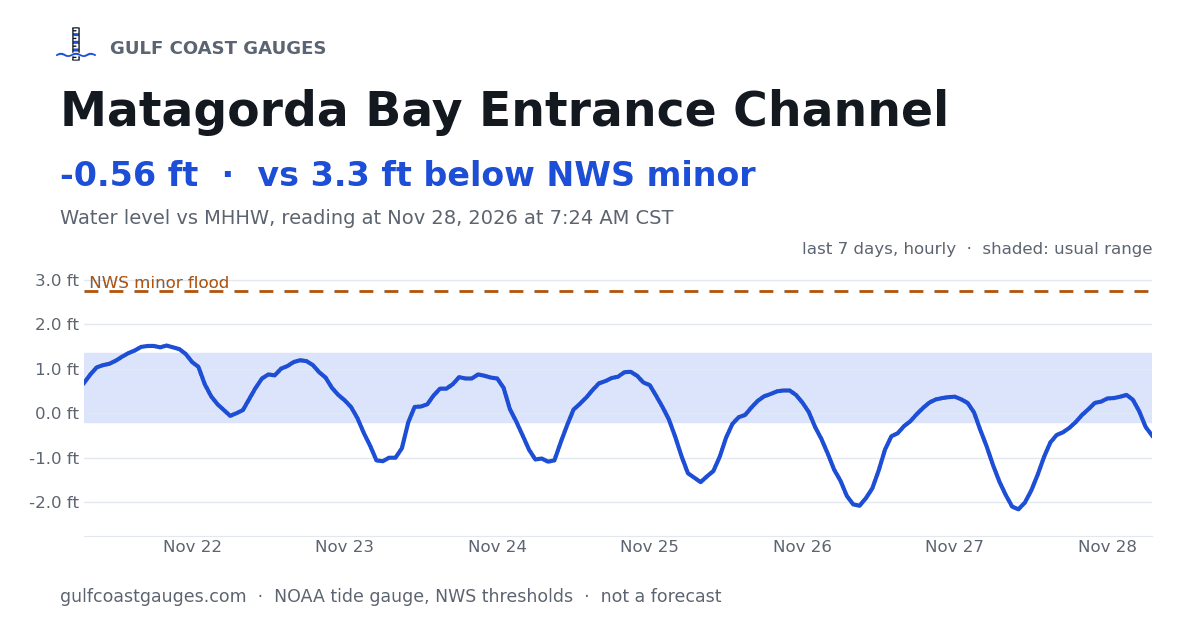 GULF COAST GAUGES
Matagorda Bay Entrance Channel
-0.56 ft · vs 3.3 ft below NWS minor
Water level vs MHHW, reading at Nov 28, 2026 at 7:24 AM CST
last 7 days, hourly · shaded: usual range
3.0 ft
NWS minor flood
2.0 ft
1.0 ft
0.0 ft
-1.0 ft
-2.0 ft
Nov 22 Nov 23 Nov 24 Nov 25 Nov 26 Nov 27 Nov 28
gulfcoastgauges.com · NOAA tide gauge, NWS thresholds · not a forecast